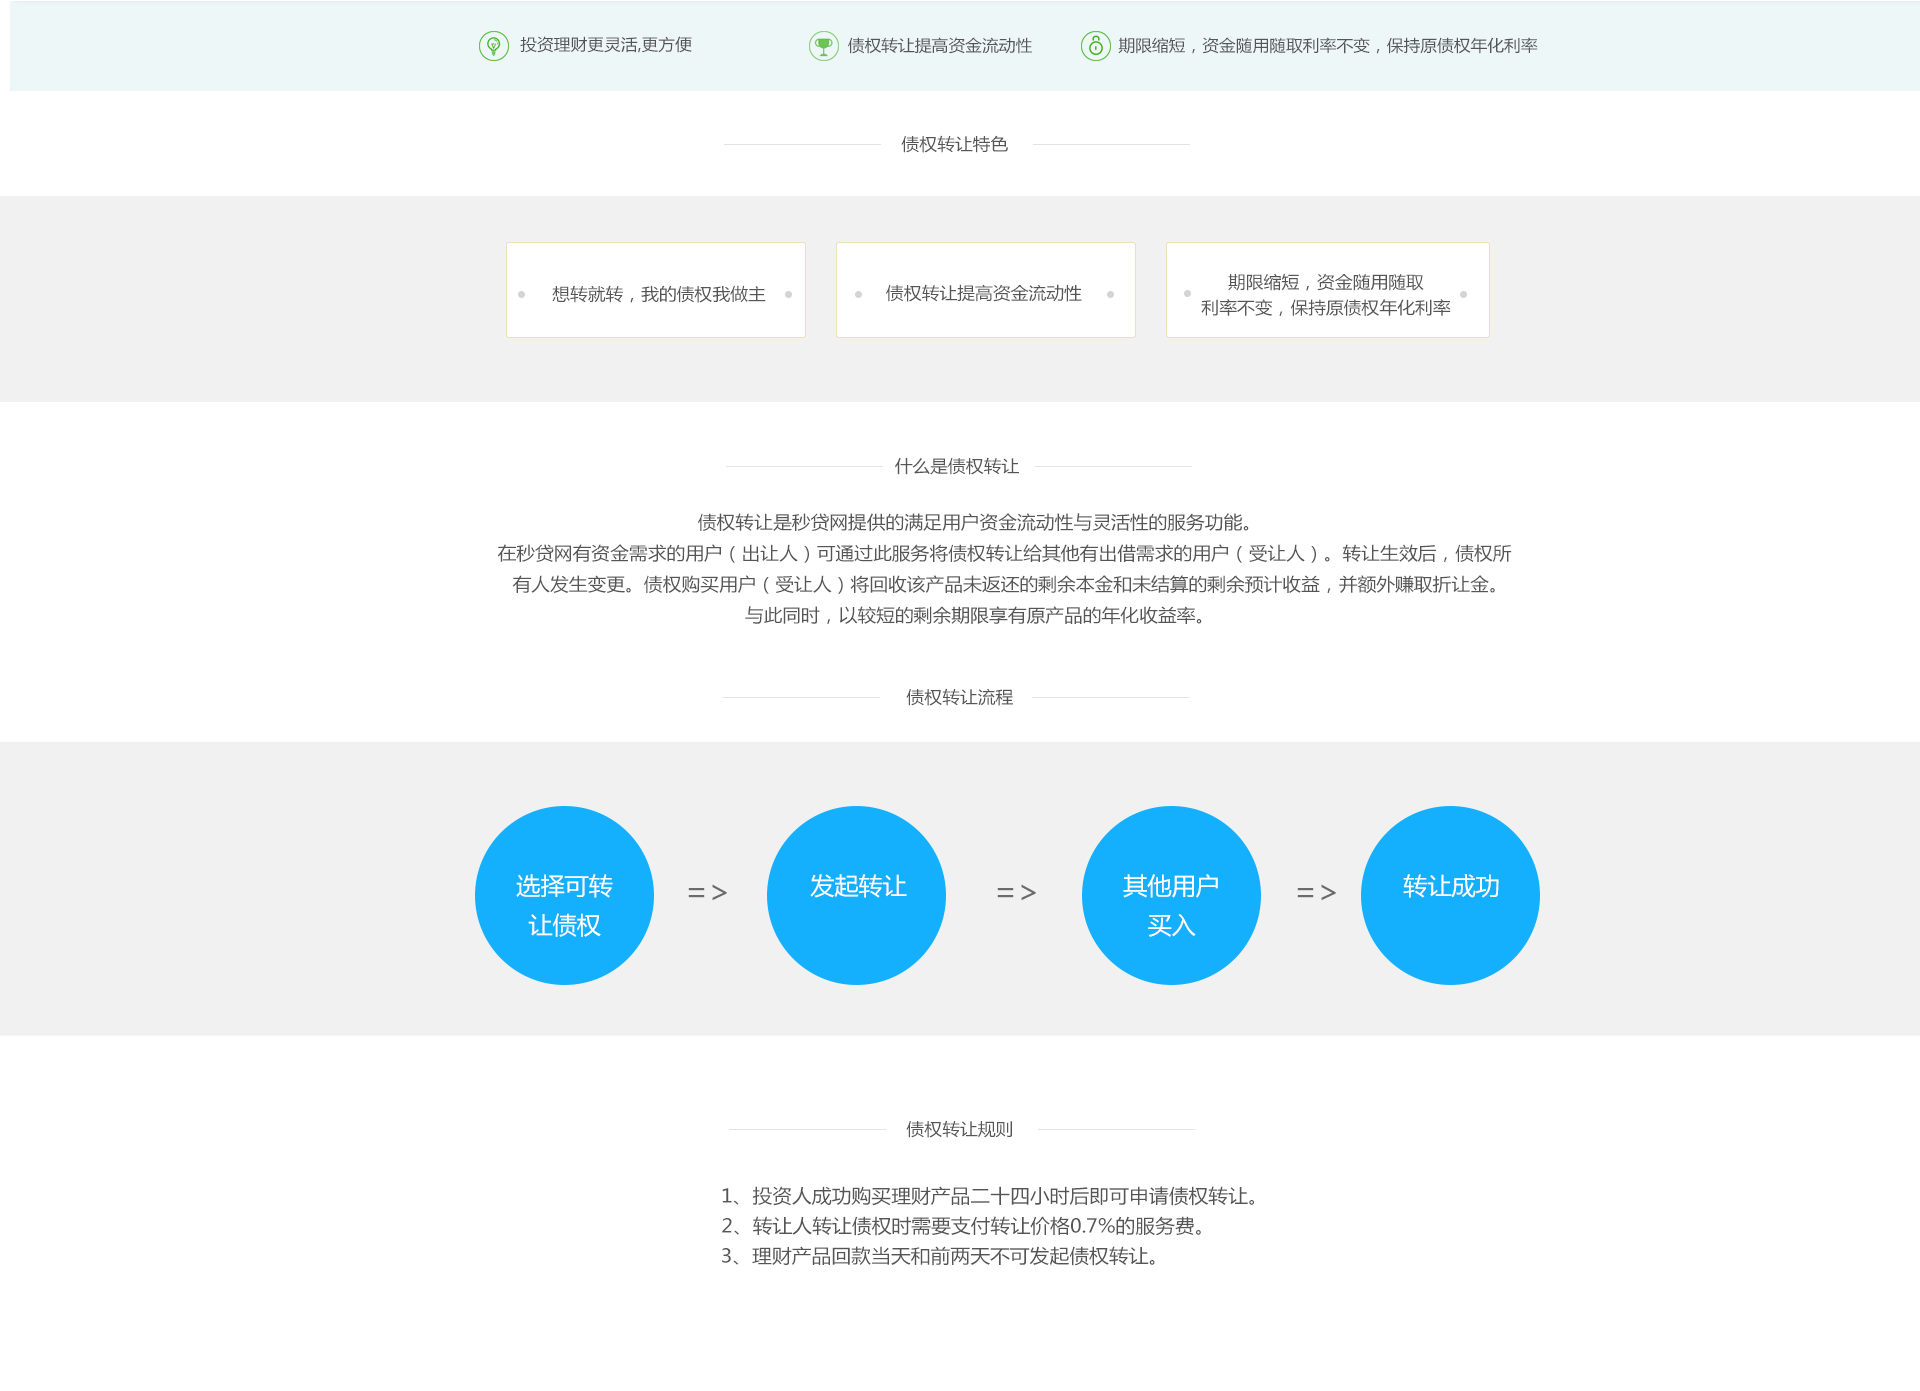 投资理财更灵活,更方便
债权转让提高资金流动性
期限缩短，资金随用随取利率不变，保持原债权年化利率
债权转让特色
想转就转，我的债权我做主
债权转让提高资金流动性
期限缩短，资金随用随取
利率不变，保持原债权年化利率
什么是债权转让
债权转让是秒贷网提供的满足用户资金流动性与灵活性的服务功能。
在秒贷网有资金需求的用户（出让人）可通过此服务将债权转让给其他有出借需求的用户（受让人）。转让生效后，债权所
有人发生变更。债权购买用户（受让人）将回收该产品未返还的剩余本金和未结算的剩余预计收益，并额外赚取折让金。
与此同时，以较短的剩余期限享有原产品的年化收益率。
债权转让流程
选择可转
让债权
=>
发起转让
=>
其他用户
买入
=>
转让成功
债权转让规则
1、投资人成功购买理财产品二十四小时后即可申请债权转让。
2、转让人转让债权时需要支付转让价格0.7%的服务费。
3、理财产品回款当天和前两天不可发起债权转让。